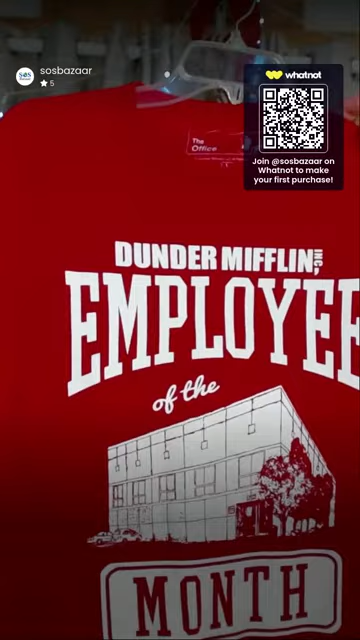 sosbazaar
SOS
★ 5
whatnot
Join @sosbazaar on
Whatnot to make
your first purchase!
The
Office
DUNDER MIFFLIN, INC,
EMPLOYEE
of the
MONTH